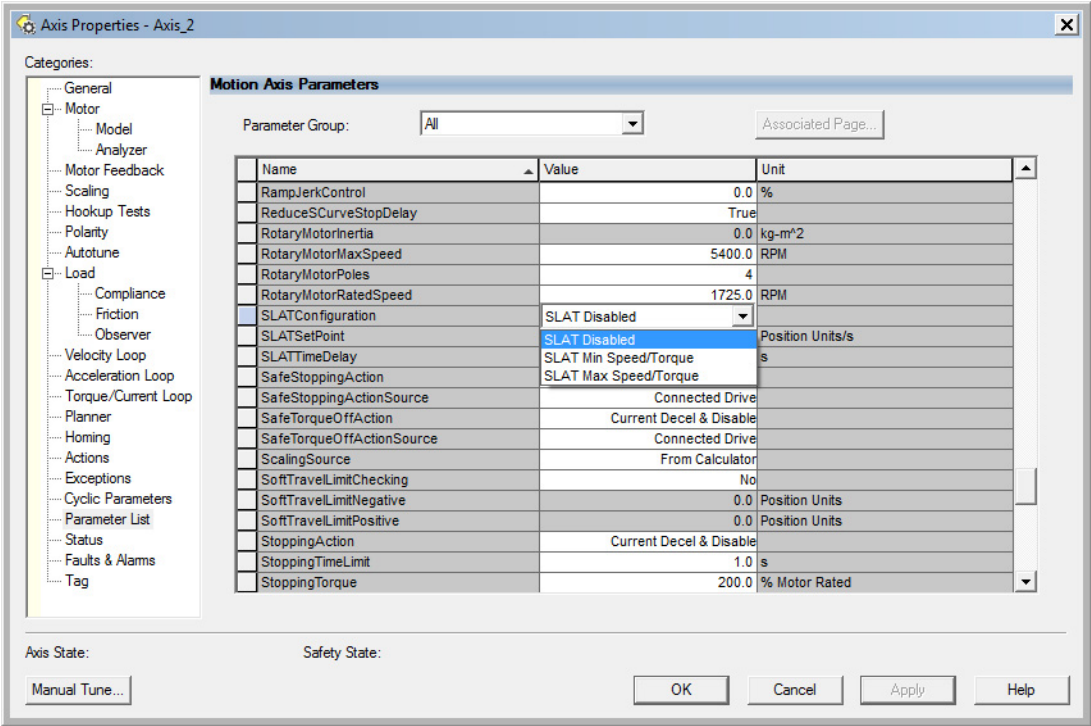 Axis Properties - Axis_2
Categories:
General
Motor
Model
Analyzer
Motor Feedback
Scaling
Hookup Tests
Polarity
Autotune
Load
Compliance
Friction
Observer
Velocity Loop
Acceleration Loop
Torque/Current Loop
Planner
Homing
Actions
Exceptions
Cyclic Parameters
Parameter List
Status
Faults & Alarms
Tag
Motion Axis Parameters
Parameter Group: All Associated Page...
Name Value Unit
RampJerkControl 0.0 %
ReduceSCurveStopDelay True
RotaryMotorInertia 0.0 kg-m^2
RotaryMotorMaxSpeed 5400.0 RPM
RotaryMotorPoles 4
RotaryMotorRatedSpeed 1725.0 RPM
SLATConfiguration SLAT Disabled
SLATSetPoint SLAT Disabled Position Units/s
SLATTimeDelay SLAT Min Speed/Torque s
SafeStoppingAction SLAT Max Speed/Torque
SafeStoppingActionSource Connected Drive
SafeTorqueOffAction Current Decel & Disable
SafeTorqueOffActionSource Connected Drive
ScalingSource From Calculator
SoftTravelLimitChecking No
SoftTravelLimitNegative 0.0 Position Units
SoftTravelLimitPositive 0.0 Position Units
StoppingAction Current Decel & Disable
StoppingTimeLimit 1.0 s
StoppingTorque 200.0 % Motor Rated
Axis State: Safety State:
Manual Tune... OK Cancel Apply Help